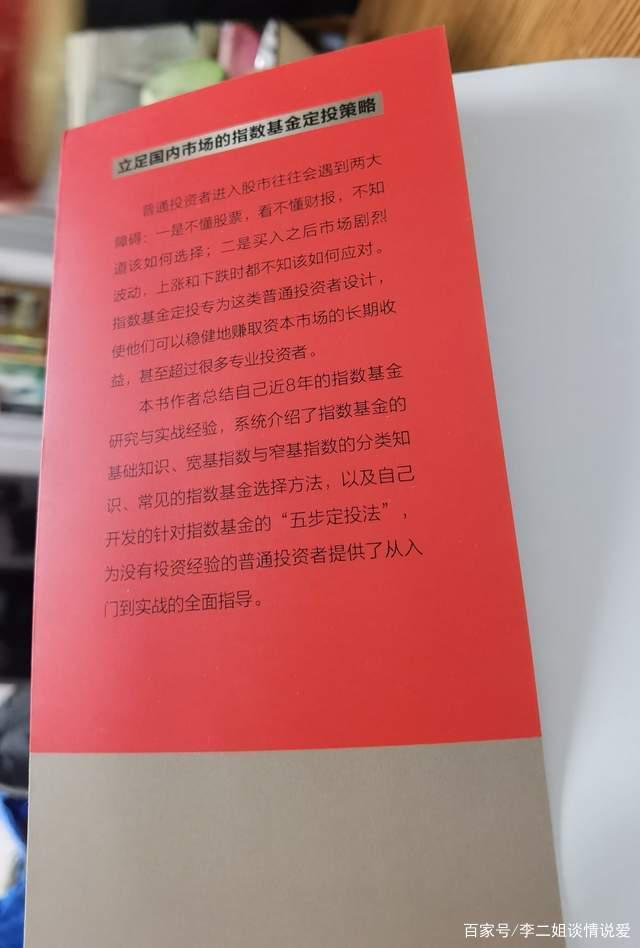 立足国内市场的指数基金定投策略
普通投资者进入股市往往会遇到两大
障碍：一是不懂股票，看不懂财报，不知
道该如何选择；二是买入之后市场剧烈
波动，上涨和下跌时都不知该如何应对。
指数基金定投专为这类普通投资者设计，
使他们可以稳健地赚取资本市场的长期收
益，甚至超过很多专业投资者。
本书作者总结自己近8年的指数基金
研究与实战经验，系统介绍了指数基金的
基础知识、宽基指数与窄基指数的分类知
识、常见的指数基金选择方法，以及自己
开发的针对指数基金的“五步定投法”，
为没有投资经验的普通投资者提供了从入
门到实战的全面指导。
百家号/李二姐谈情说爱